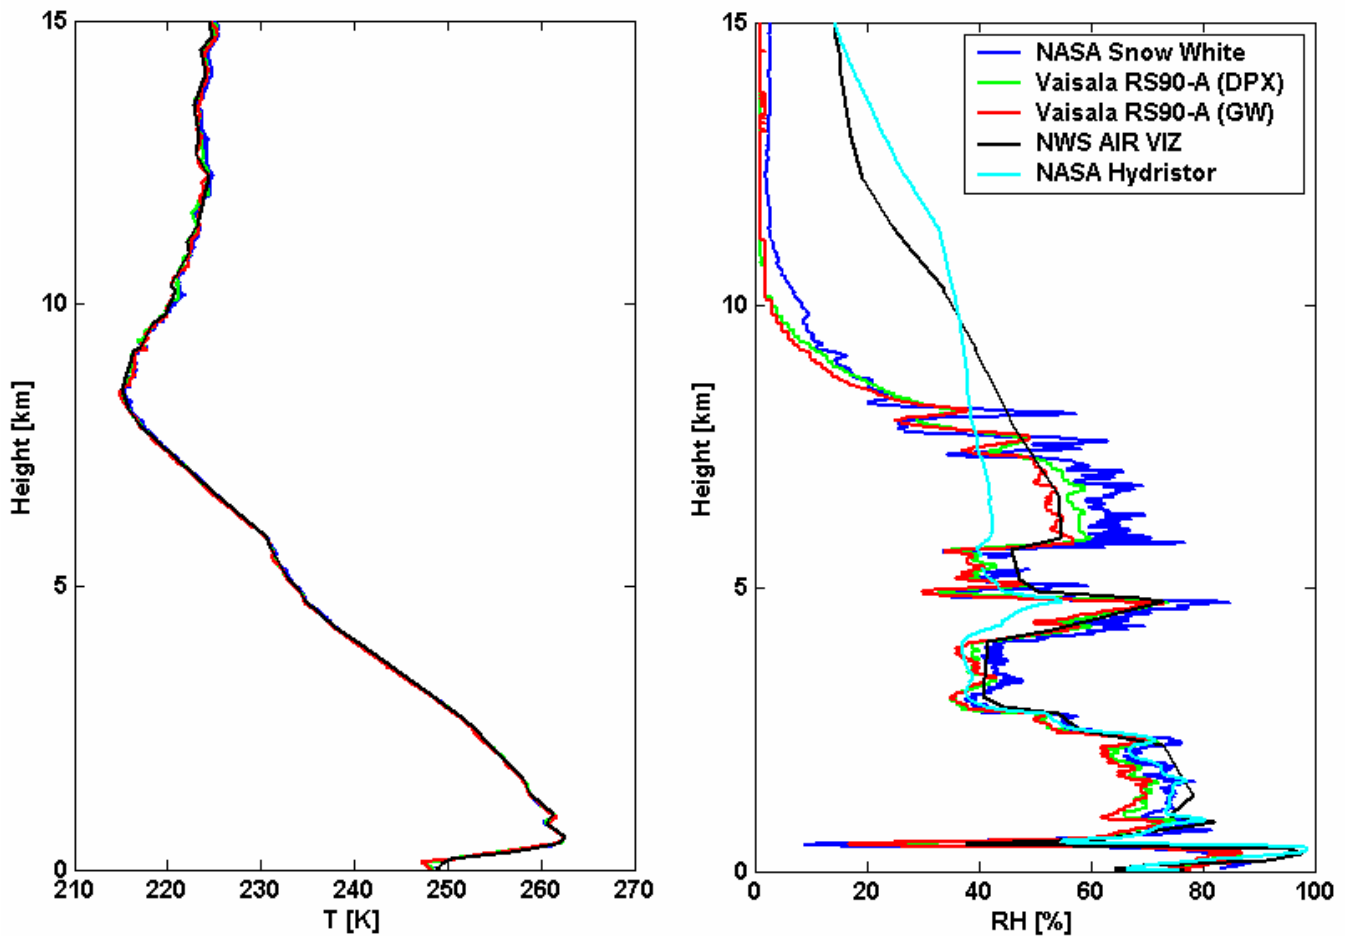 15
10
5
0
210 220 230 240 250 260 270
T [K]
Height [km]
15
10
5
0
0 20 40 60 80 100
RH [%]
Height [km]
NASA Snow White
Vaisala RS90-A (DPX)
Vaisala RS90-A (GW)
NWS AIR VIZ
NASA Hydristor